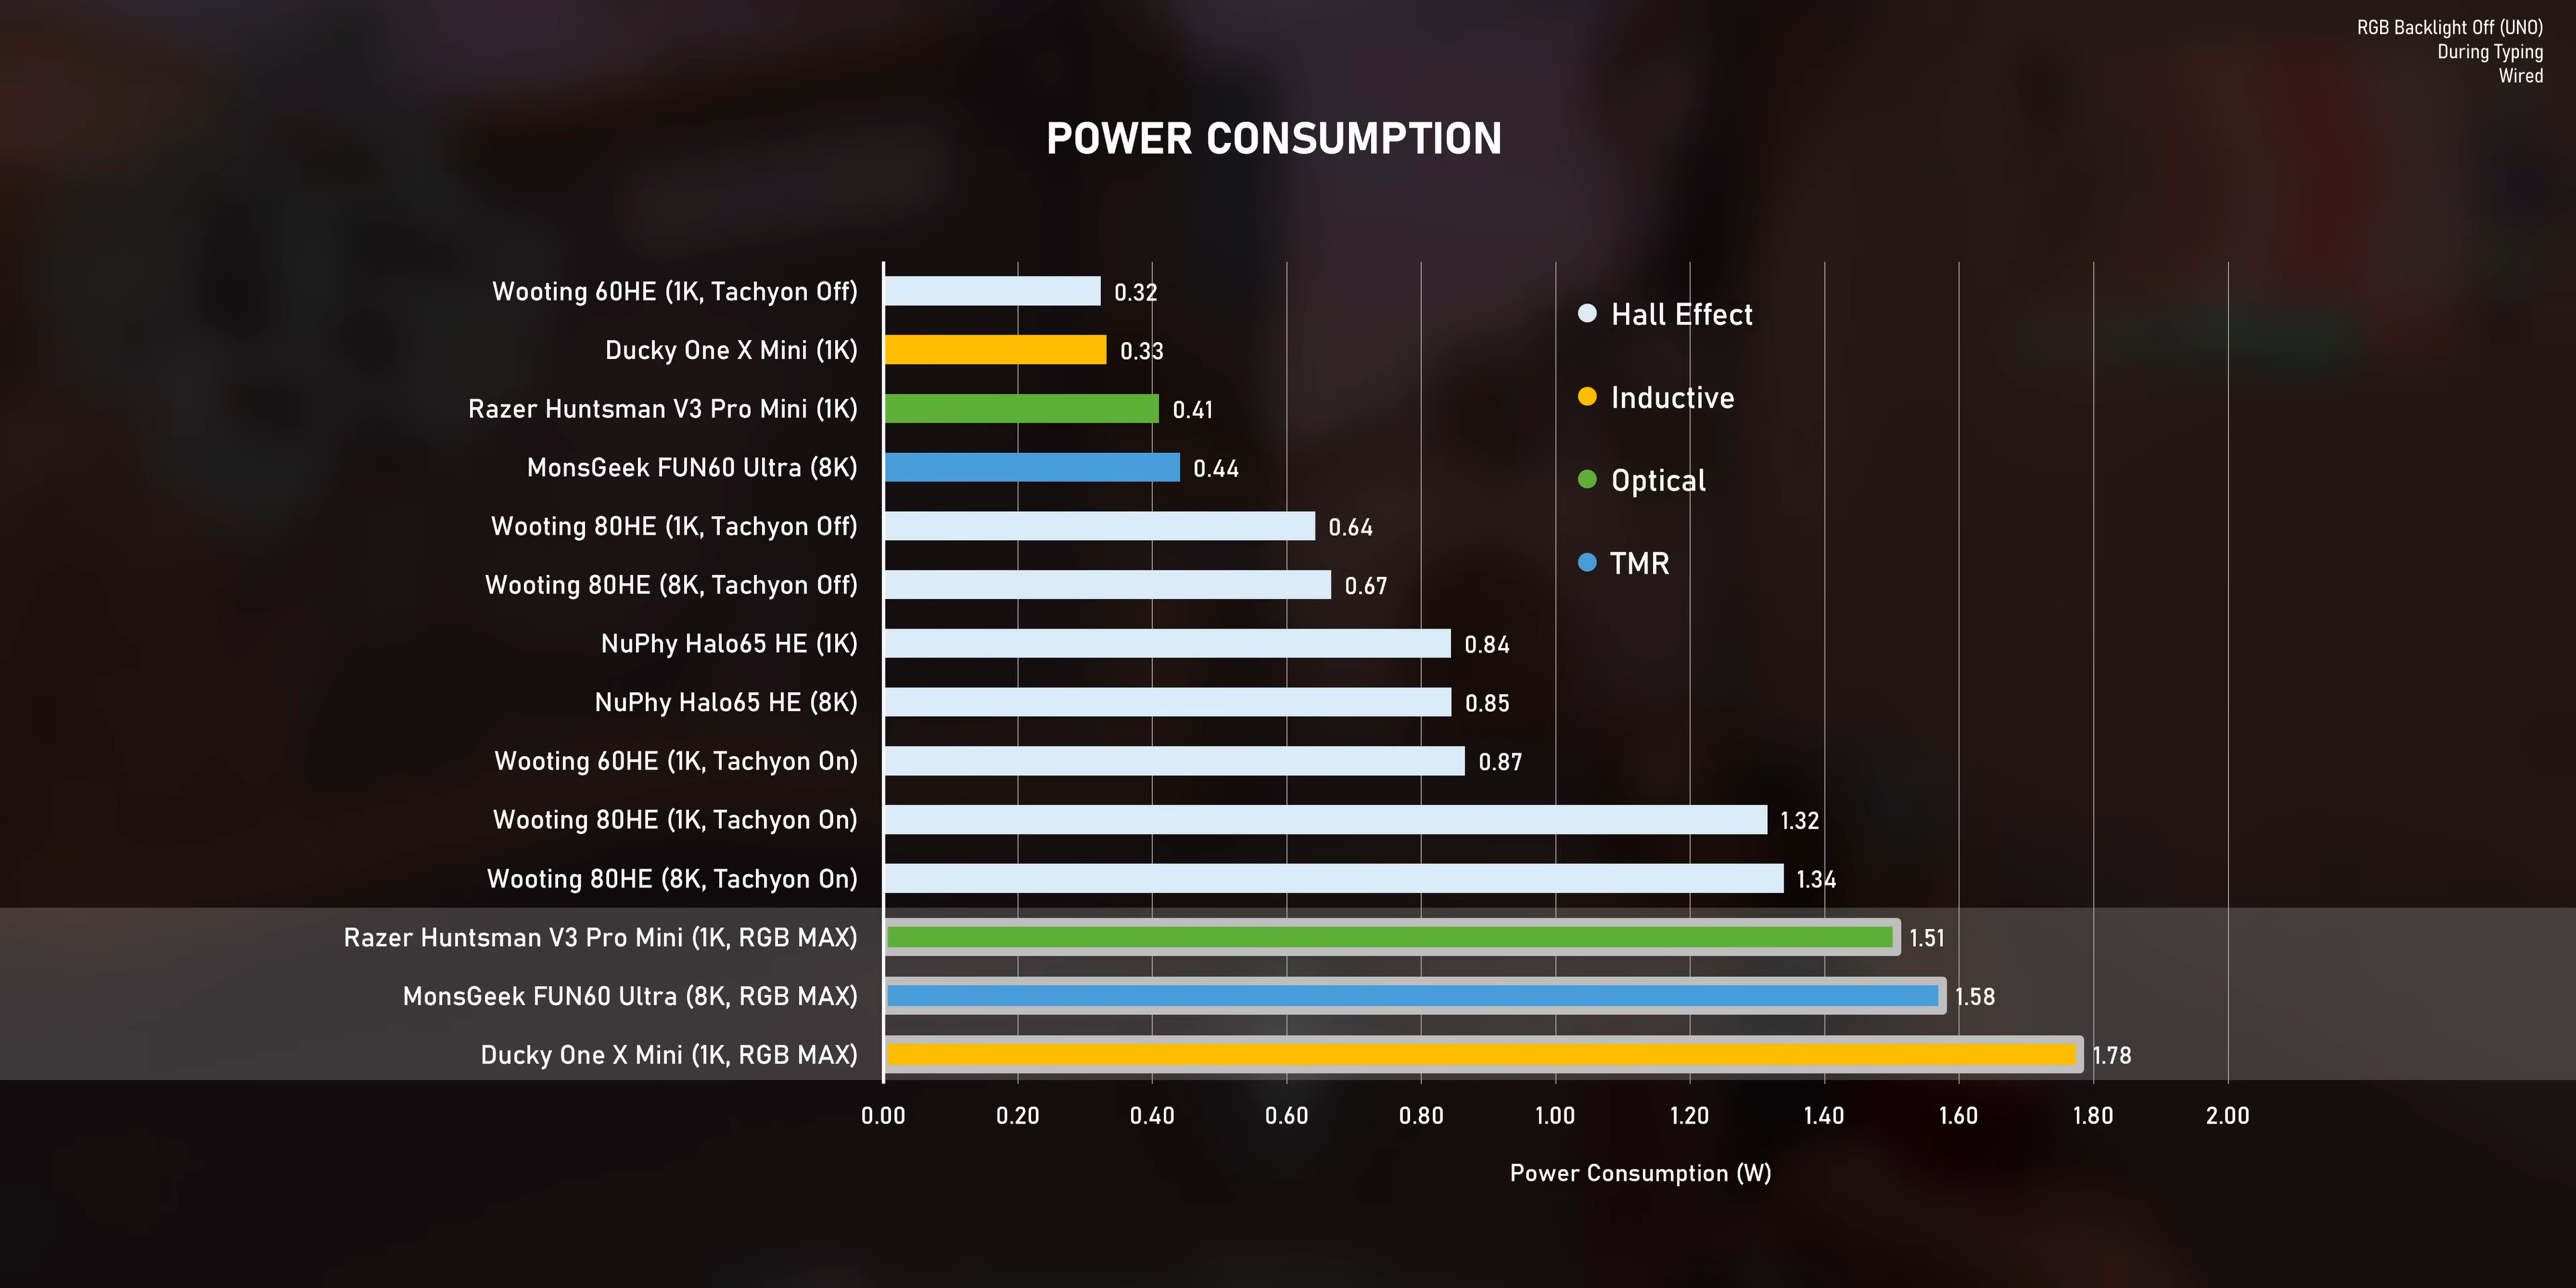 RGB Backlight Off (UNO)
During Typing
Wired
POWER CONSUMPTION
Wooting 60HE (1K, Tachyon Off) 0.32
Ducky One X Mini (1K) 0.33
Razer Huntsman V3 Pro Mini (1K) 0.41
MonsGeek FUN60 Ultra (8K) 0.44
Wooting 80HE (1K, Tachyon Off) 0.64
Wooting 80HE (8K, Tachyon Off) 0.67
NuPhy Halo65 HE (1K) 0.84
NuPhy Halo65 HE (8K) 0.85
Wooting 60HE (1K, Tachyon On) 0.87
Wooting 80HE (1K, Tachyon On) 1.32
Wooting 80HE (8K, Tachyon On) 1.34
Razer Huntsman V3 Pro Mini (1K, RGB MAX) 1.51
MonsGeek FUN60 Ultra (8K, RGB MAX) 1.58
Ducky One X Mini (1K, RGB MAX) 1.78
Hall Effect
Inductive
Optical
TMR
0.00 0.20 0.40 0.60 0.80 1.00 1.20 1.40 1.60 1.80 2.00
Power Consumption (W)